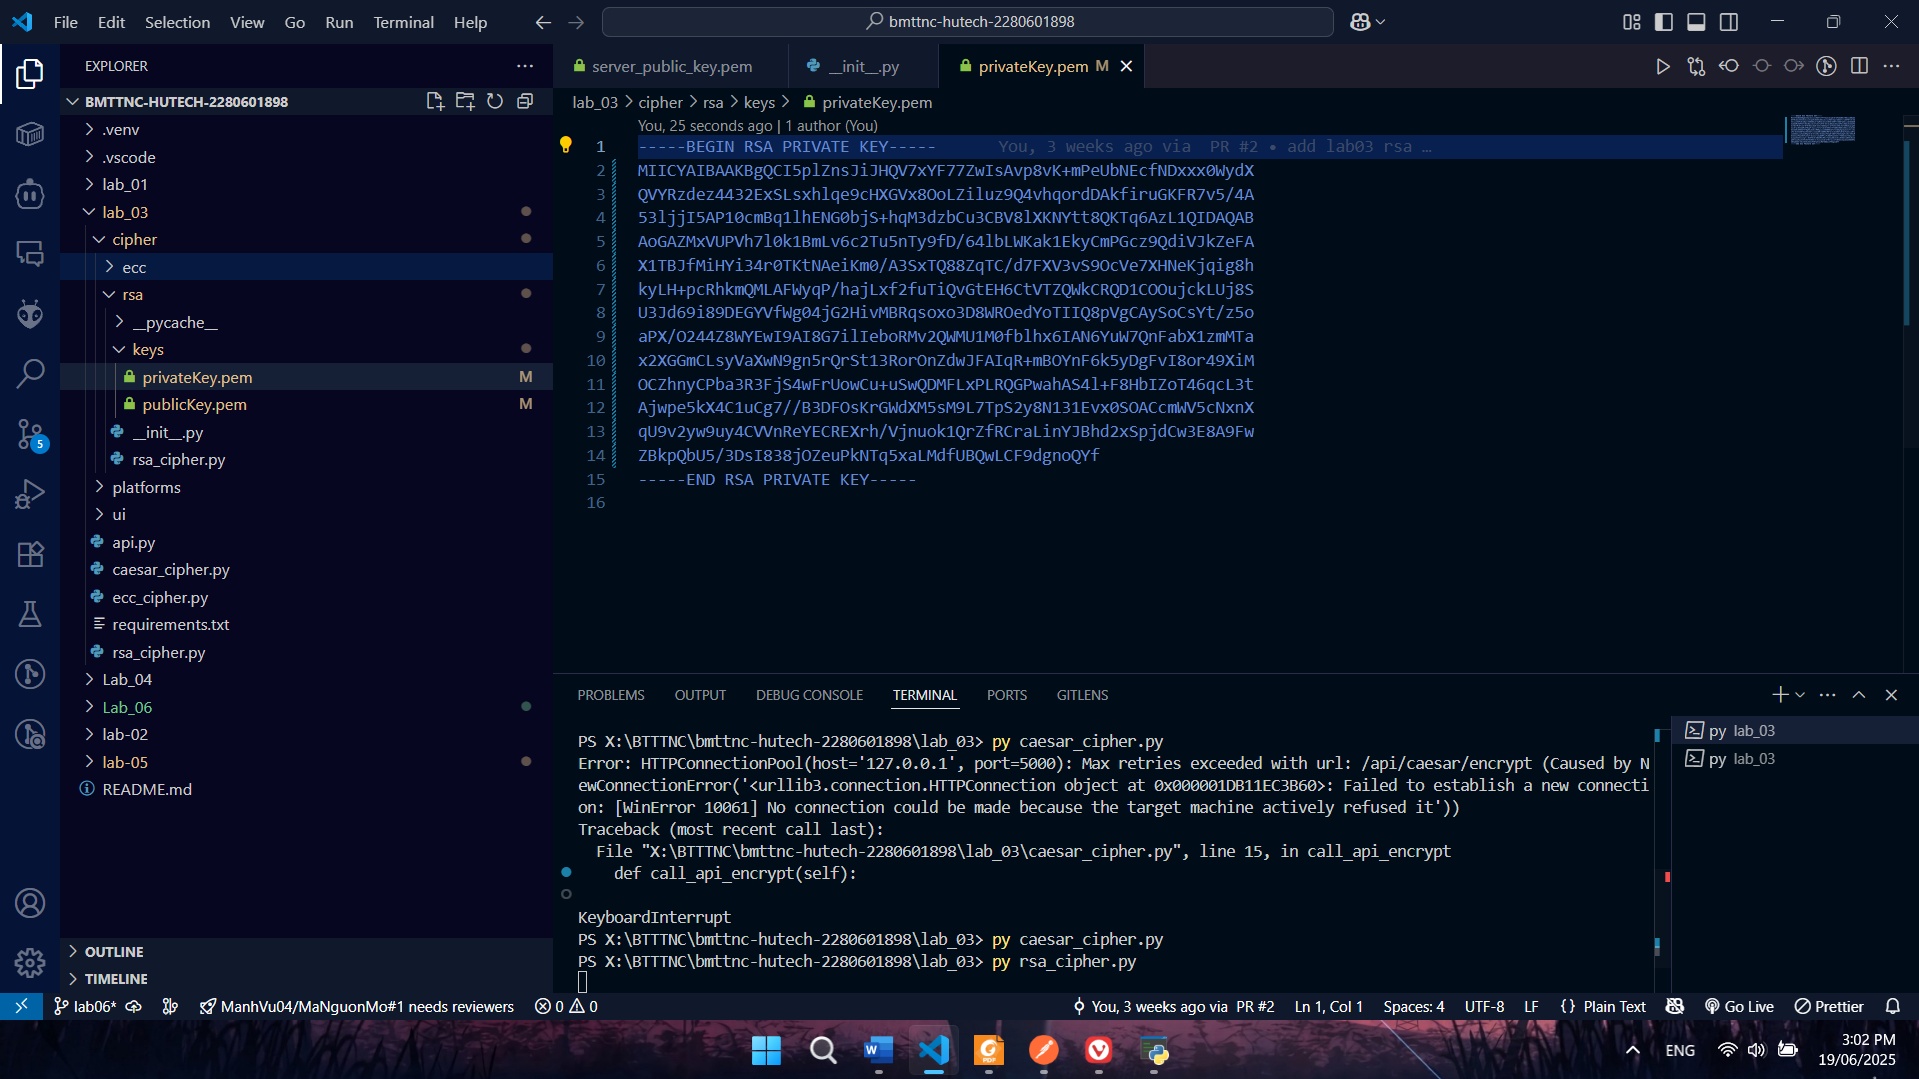 File Edit Selection View Go Run Terminal Help
bmttnc-hutech-2280601898
EXPLORER
BMTTNC-HUTECH-2280601898
.venv
.vscode
lab_01
lab_03
cipher
ecc
rsa
__pycache__
keys
privateKey.pem M
publicKey.pem M
__init__.py
rsa_cipher.py
platforms
ui
api.py
caesar_cipher.py
ecc_cipher.py
requirements.txt
rsa_cipher.py
Lab_04
Lab_06
lab-02
lab-05
README.md
OUTLINE
TIMELINE
5
server_public_key.pem __init__.py privateKey.pem M
lab_03 > cipher > rsa > keys > privateKey.pem
You, 25 seconds ago | 1 author (You)
1 -----BEGIN RSA PRIVATE KEY----- You, 3 weeks ago via PR #2 • add lab03 rsa …
2 MIICYAIBAAKBgQCI5plZnsJiJHQV7xYF77ZwIsAvp8vK+mPeUbNEcfNDxxx0WydX
3 QVYRzdez4432ExSLsxhlqe9cHXGVx8OoLZiluz9Q4vhqordDAkfiruGKFR7v5/4A
4 53ljjI5AP10cmBq1lhENG0bjS+hqM3dzbCu3CBV8lXKNYtt8QKTq6AzL1QIDAQAB
5 AoGAZMxVUPVh7l0k1BmLv6c2Tu5nTy9fD/64lbLWKak1EkyCmPGcz9QdiVJkZeFA
6 X1TBJfMiHYi34r0TKtNAeiKm0/A3SxTQ88ZqTC/d7FXV3vS9OcVe7XHNeKjqig8h
7 kyLH+pcRhkmQMLAFWyqP/hajLxf2fuTiQvGtEH6CtVTZQWkCRQD1COOujckLUj8S
8 U3Jd69i89DEGYVfWg04jG2HivMBRqsoxo3D8WROedYoTIIQ8pVgCAySoCsYt/z5o
9 aPX/O244Z8WYEwI9AI8G7ilIeboRMv2QWMU1M0fblhx6IAN6YuW7QnFabX1zmMTa
10 x2XGGmCLsyVaXwN9gn5rQrSt13RorOnZdwJFAIqR+mBOYnF6k5yDgFvI8or49XiM
11 OCZhnyCPba3R3FjS4wFrUowCu+uSwQDMFLxPLRQGPwahAS4l+F8HbIZoT46qcL3t
12 Ajwpe5kX4C1uCg7//B3DFOsKrGWdXM5sM9L7TpS2y8N131Evx0SOACcmWV5cNxnX
13 qU9v2yw9uy4CVVnReYECREXrh/Vjnuok1QrZfRCraLinYJBhd2xSpjdCw3E8A9Fw
14 ZBkpQbU5/3DsI838jOZeuPkNTq5xaLMdfUBQwLCF9dgnoQYf
15 -----END RSA PRIVATE KEY-----
16
PROBLEMS OUTPUT DEBUG CONSOLE TERMINAL PORTS GITLENS
PS X:\BTTTNC\bmttnc-hutech-2280601898\lab_03> py caesar_cipher.py
Error: HTTPConnectionPool(host='127.0.0.1', port=5000): Max retries exceeded with url: /api/caesar/encrypt (Caused by N
ewConnectionError('<urllib3.connection.HTTPConnection object at 0x000001DB11EC3B60>: Failed to establish a new connecti
on: [WinError 10061] No connection could be made because the target machine actively refused it'))
Traceback (most recent call last):
File "X:\BTTTNC\bmttnc-hutech-2280601898\lab_03\caesar_cipher.py", line 15, in call_api_encrypt
def call_api_encrypt(self):
KeyboardInterrupt
PS X:\BTTTNC\bmttnc-hutech-2280601898\lab_03> py caesar_cipher.py
PS X:\BTTTNC\bmttnc-hutech-2280601898\lab_03> py rsa_cipher.py
py lab_03
py lab_03
lab06* ManhVu04/MaNguonMo#1 needs reviewers 0 0 You, 3 weeks ago via PR #2 Ln 1, Col 1 Spaces: 4 UTF-8 LF {} Plain Text Go Live Prettier
ENG
3:02 PM
19/06/2025